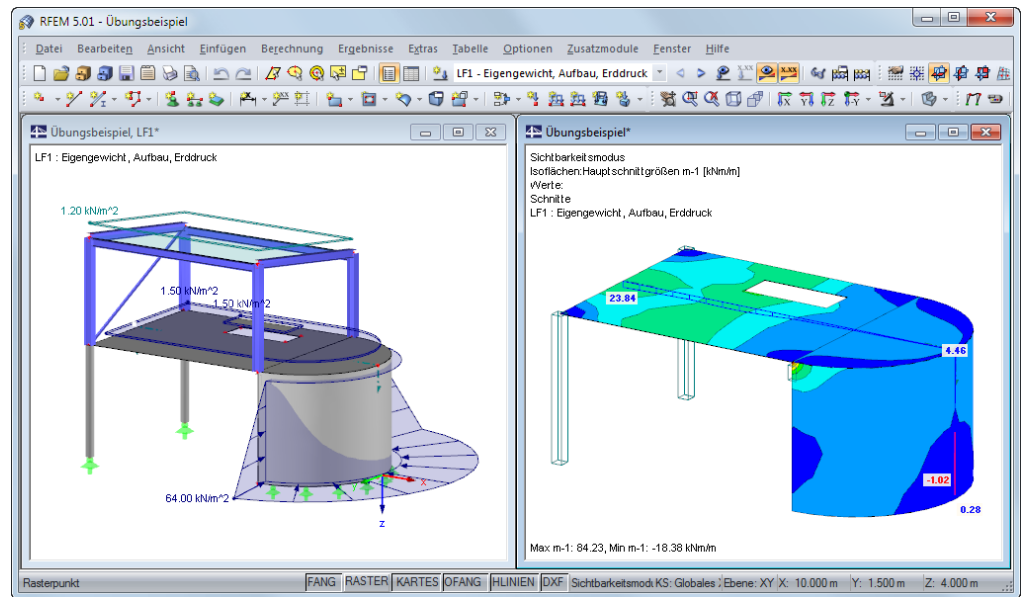 RFEM 5.01 - Übungsbeispiel
Datei Bearbeiten Ansicht Einfügen Berechnung Ergebnisse Extras Tabelle Optionen Zusatzmodule Fenster Hilfe
LF1 - Eigengewicht, Aufbau, Erddruck
Übungsbeispiel, LF1*
LF1 : Eigengewicht, Aufbau, Erddruck
1.20 kN/m^2
1.50 kN/m^2
1.50 kN/m^2
64.00 kN/m^2
X
Z
Übungsbeispiel*
Sichtbarkeitsmodus
Isoflächen:Hauptschnittgrößen m-1 [kNm/m]
Werte:
Schnitte
LF1 : Eigengewicht, Aufbau, Erddruck
23.84
4.46
-1.02
0.28
Max m-1: 84.23, Min m-1: -18.38 kNm/m
Rasterpunkt FANG RASTER KARTES OFANG HLINIEN DXF Sichtbarkeitsmodu KS: Globales Ebene: XY X: 10.000 m Y: 1.500 m Z: 4.000 m